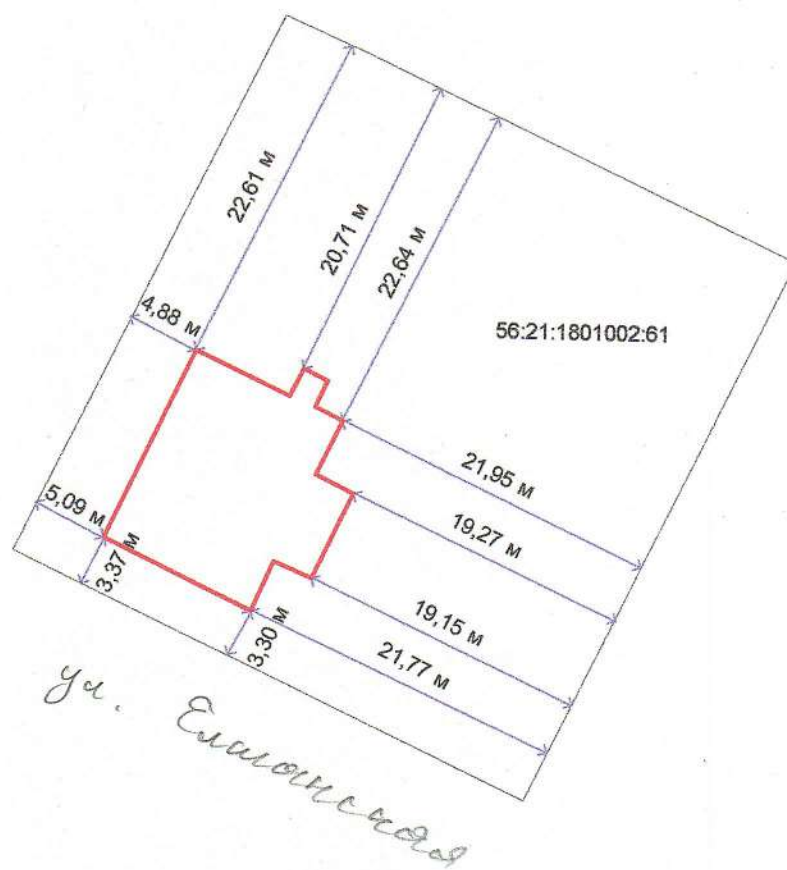 22,61 м
20,71 м
22,64 м
4,88 м
56:21:1801002:61
21,95 м
19,27 м
5,09 м
3,37 м
19,15 м
3,30 м
21,77 м
ул.